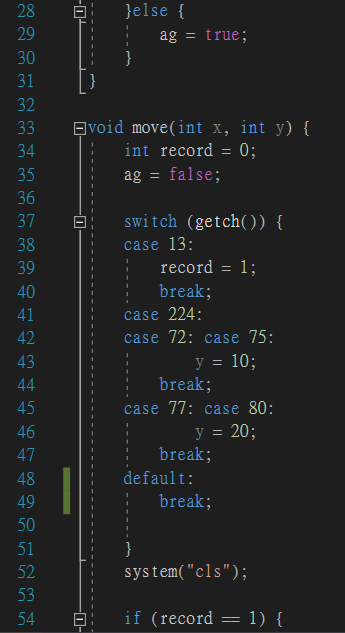 28 }else {
29 ag = true;
30 }
31 }
32
33 void move(int x, int y) {
34 int record = 0;
35 ag = false;
36
37 switch (getch()) {
38 case 13:
39 record = 1;
40 break;
41 case 224:
42 case 72: case 75:
43 y = 10;
44 break;
45 case 77: case 80:
46 y = 20;
47 break;
48 default:
49 break;
50
51 }
52 system("cls");
53
54 if (record == 1) {